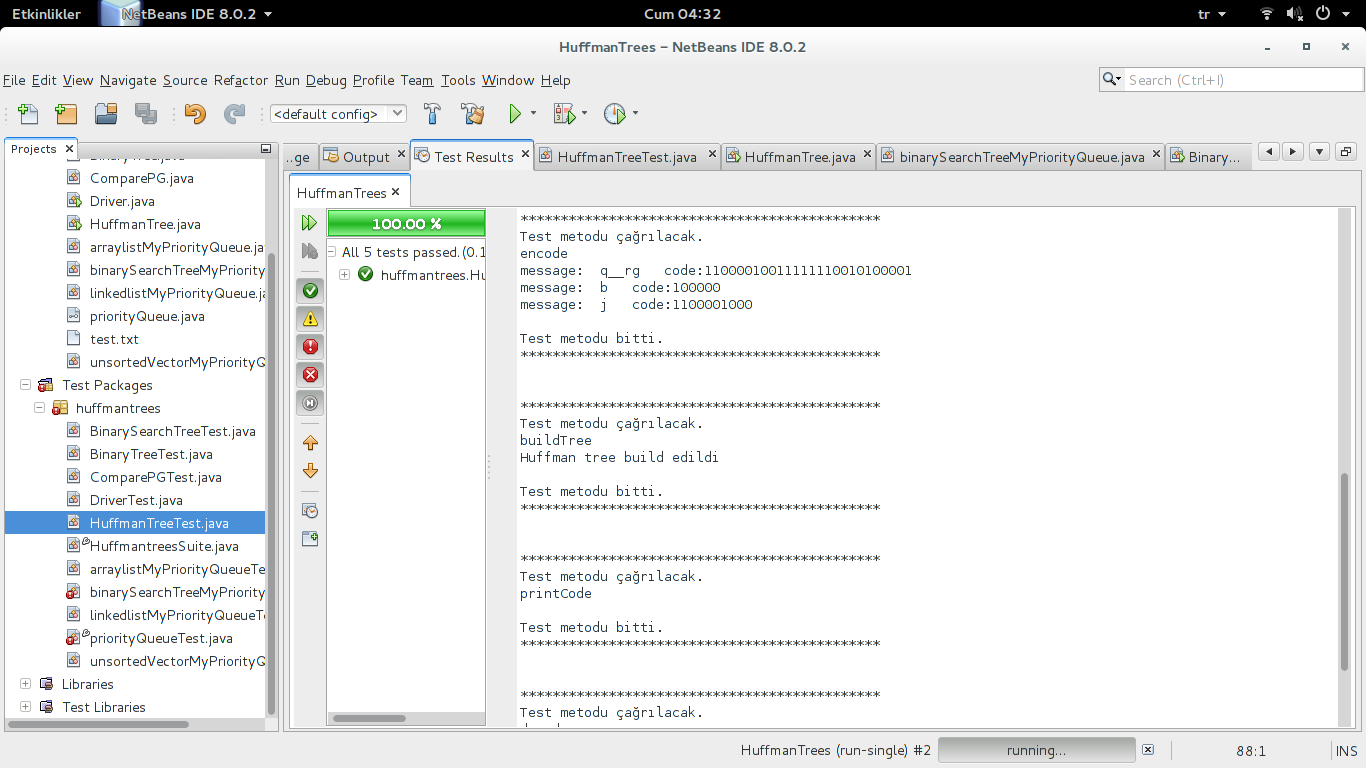 Etkinlikler NetBeans IDE 8.0.2 Cum 04:32 tr
HuffmanTrees – NetBeans IDE 8.0.2
File Edit View Navigate Source Refactor Run Debug Profile Team Tools Window Help
Search (Ctrl+I)
<default config>
Projects
..ge Output Test Results HuffmanTreeTest.java HuffmanTree.java binarySearchTreeMyPriorityQueue.java Binary...
ComparePG.java
Driver.java
HuffmanTree.java
arraylistMyPriorityQueue.ja
binarySearchTreeMyPriority
linkedlistMyPriorityQueue.ja
priorityQueue.java
test.txt
unsortedVectorMyPriorityQ
Test Packages
huffmantrees
BinarySearchTreeTest.java
BinaryTreeTest.java
ComparePGTest.java
DriverTest.java
HuffmanTreeTest.java
HuffmantreesSuite.java
arraylistMyPriorityQueueTe
binarySearchTreeMyPriority
linkedlistMyPriorityQueueT
priorityQueueTest.java
unsortedVectorMyPriorityQ
Libraries
Test Libraries
HuffmanTrees
100.00 %
All 5 tests passed.(0.1
huffmantrees.Hu
*********************************************
Test metodu çağrılacak.
encode
message:  q__rg   code:11000010011111110010100001
message:  b   code:100000
message:  j   code:1100001000
Test metodu bitti.
*********************************************
*********************************************
Test metodu çağrılacak.
buildTree
Huffman tree build edildi
Test metodu bitti.
*********************************************
*********************************************
Test metodu çağrılacak.
printCode
Test metodu bitti.
*********************************************
*********************************************
Test metodu çağrılacak.
HuffmanTrees (run-single) #2 running... 88:1 INS